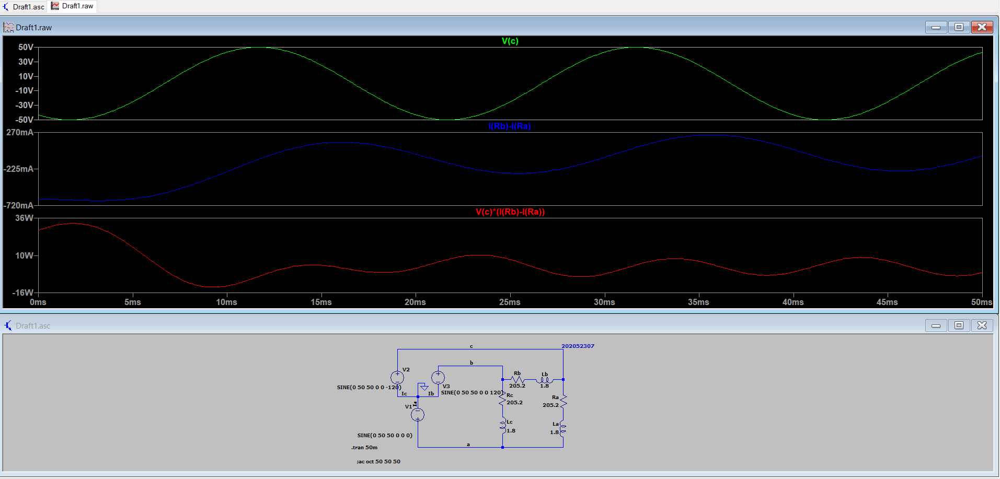 Draft1.asc Draft1.raw
Draft1.raw
V(c)
50V
30V
10V
-10V
-30V
-50V
I(Rb)-I(Ra)
270mA
-225mA
-720mA
V(c)*(I(Rb)-I(Ra))
36W
10W
-16W
0ms 5ms 10ms 15ms 20ms 25ms 30ms 35ms 40ms 45ms 50ms
Draft1.asc
c 202052307
b
V2
Rb Lb
V3
205.2 1.8
SINE(0 50 50 0 0 -120)
SINE(0 50 50 0 0 120)
Ic Ib
Rc Ra
205.2 205.2
V1 Ia
Lc La
1.8 1.8
SINE(0 50 50 0 0 0)
a
.tran 50m
;ac oct 50 50 50